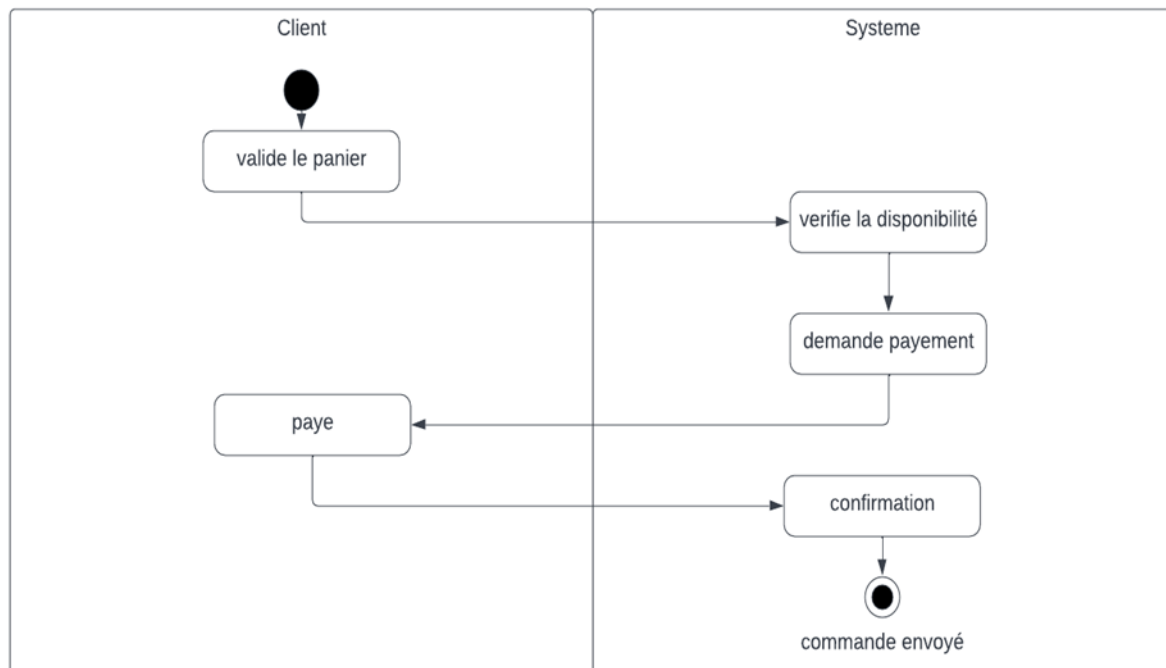 Client
Systeme
valide le panier
verifie la disponibilité
demande payement
paye
confirmation
commande envoyé